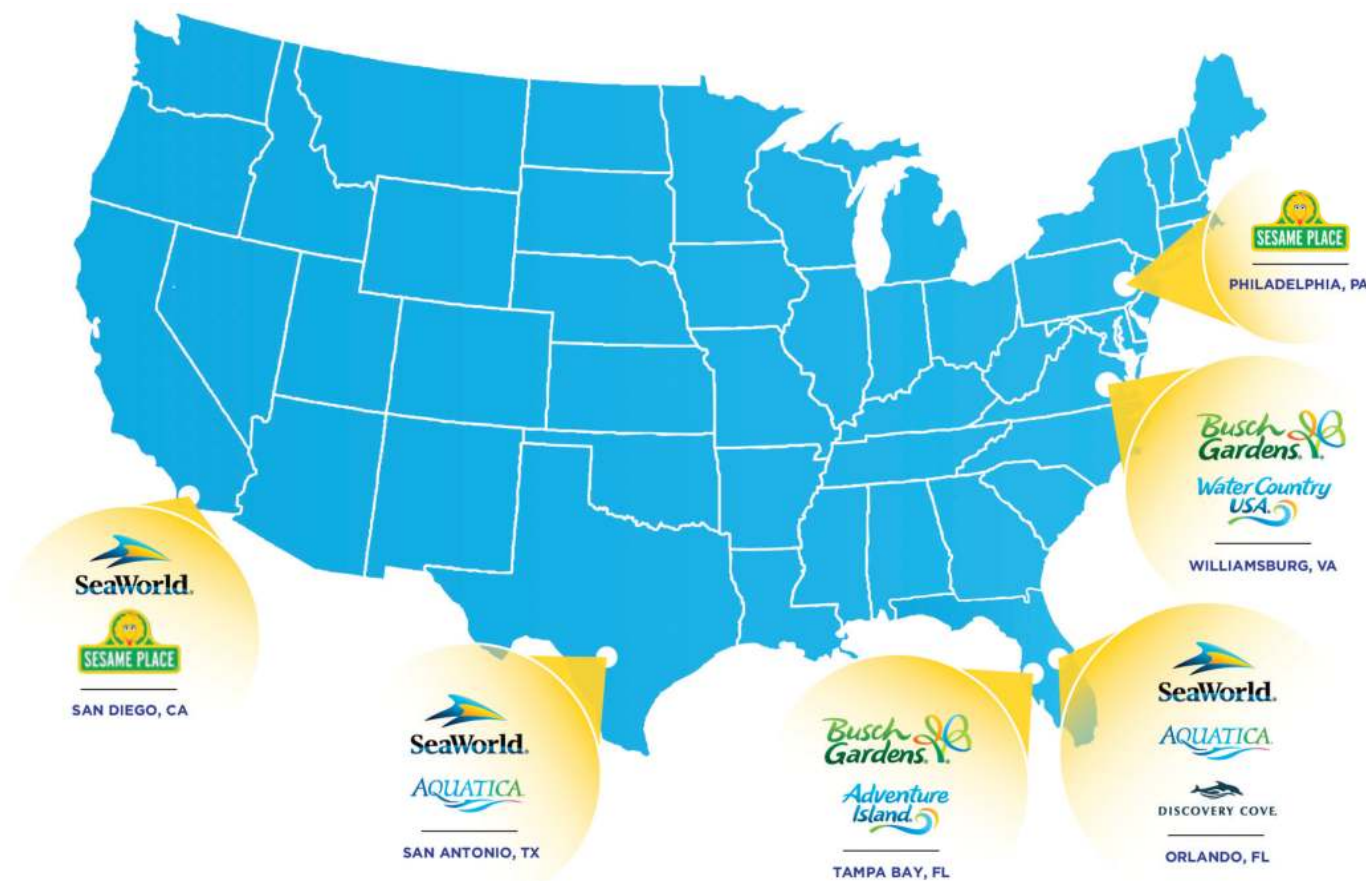 SESAME PLACE
PHILADELPHIA, PA
Busch
Gardens.
Water Country
USA.
WILLIAMSBURG, VA
SeaWorld.
SESAME PLACE
SAN DIEGO, CA
SeaWorld.
AQUATICA
SAN ANTONIO, TX
Busch
Gardens.
Adventure
Island.
TAMPA BAY, FL
SeaWorld.
AQUATICA
DISCOVERY COVE.
ORLANDO, FL